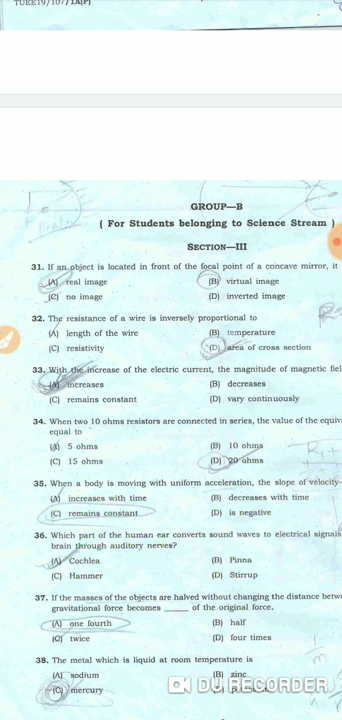 TUEE19/107/1A(P)
GROUP—B
( For Students belonging to Science Stream )
SECTION—III
31. If an object is located in front of the focal point of a concave mirror, it
(A) real image (B) virtual image
(C) no image (D) inverted image
32. The resistance of a wire is inversely proportional to
(A) length of the wire (B) temperature
(C) resistivity (D) area of cross section
33. With the increase of the electric current, the magnitude of magnetic fiel
(A) increases (B) decreases
(C) remains constant (D) vary continuously
34. When two 10 ohms resistors are connected in series, the value of the equiv
equal to
(A) 5 ohms (B) 10 ohms
(C) 15 ohms (D) 20 ohms
35. When a body is moving with uniform acceleration, the slope of velocity-
(A) increases with time (B) decreases with time
(C) remains constant (D) is negative
36. Which part of the human ear converts sound waves to electrical signals
brain through auditory nerves?
(A) Cochlea (B) Pinna
(C) Hammer (D) Stirrup
37. If the masses of the objects are halved without changing the distance betw
gravitational force becomes _____ of the original force.
(A) one fourth (B) half
(C) twice (D) four times
38. The metal which is liquid at room temperature is
(A) sodium (B) zinc
(C) mercury
DU RECORDER